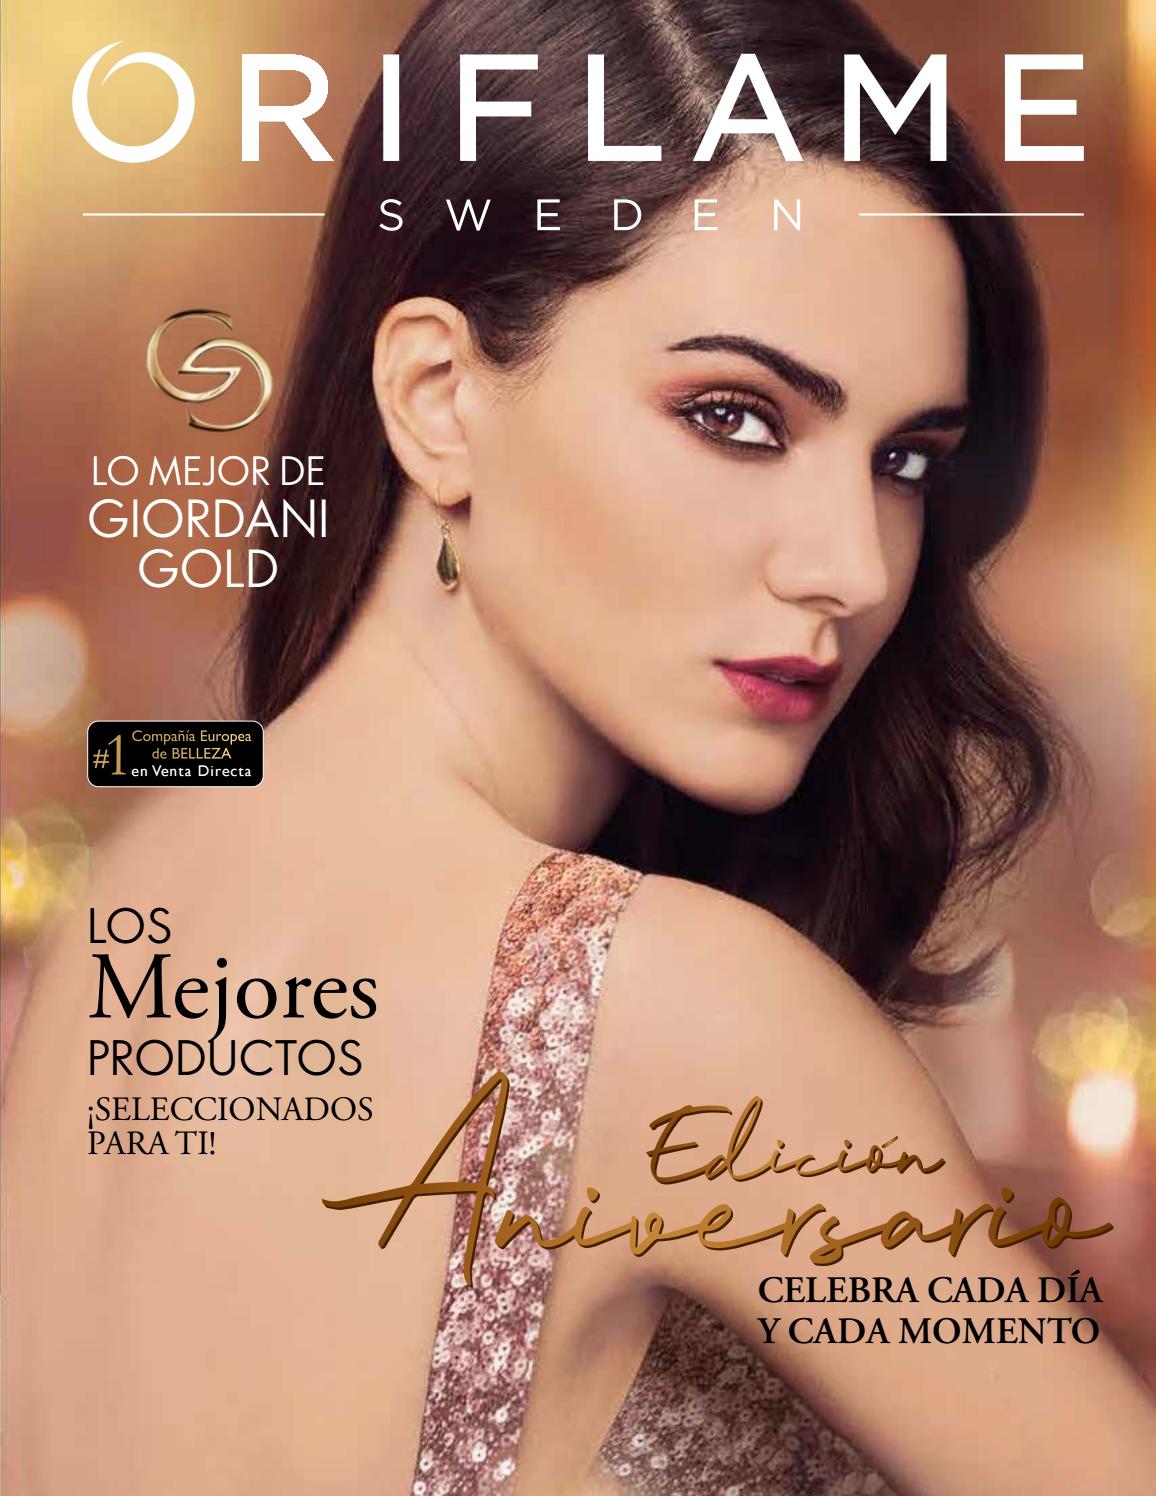 ORIFLAME
SWEDEN
LO MEJOR DE
GIORDANI
GOLD
#1 Compañía Europea
de BELLEZA
en Venta Directa
LOS
Mejores
PRODUCTOS
¡SELECCIONADOS
PARA TI!
Edición
Aniversario
CELEBRA CADA DÍA
Y CADA MOMENTO